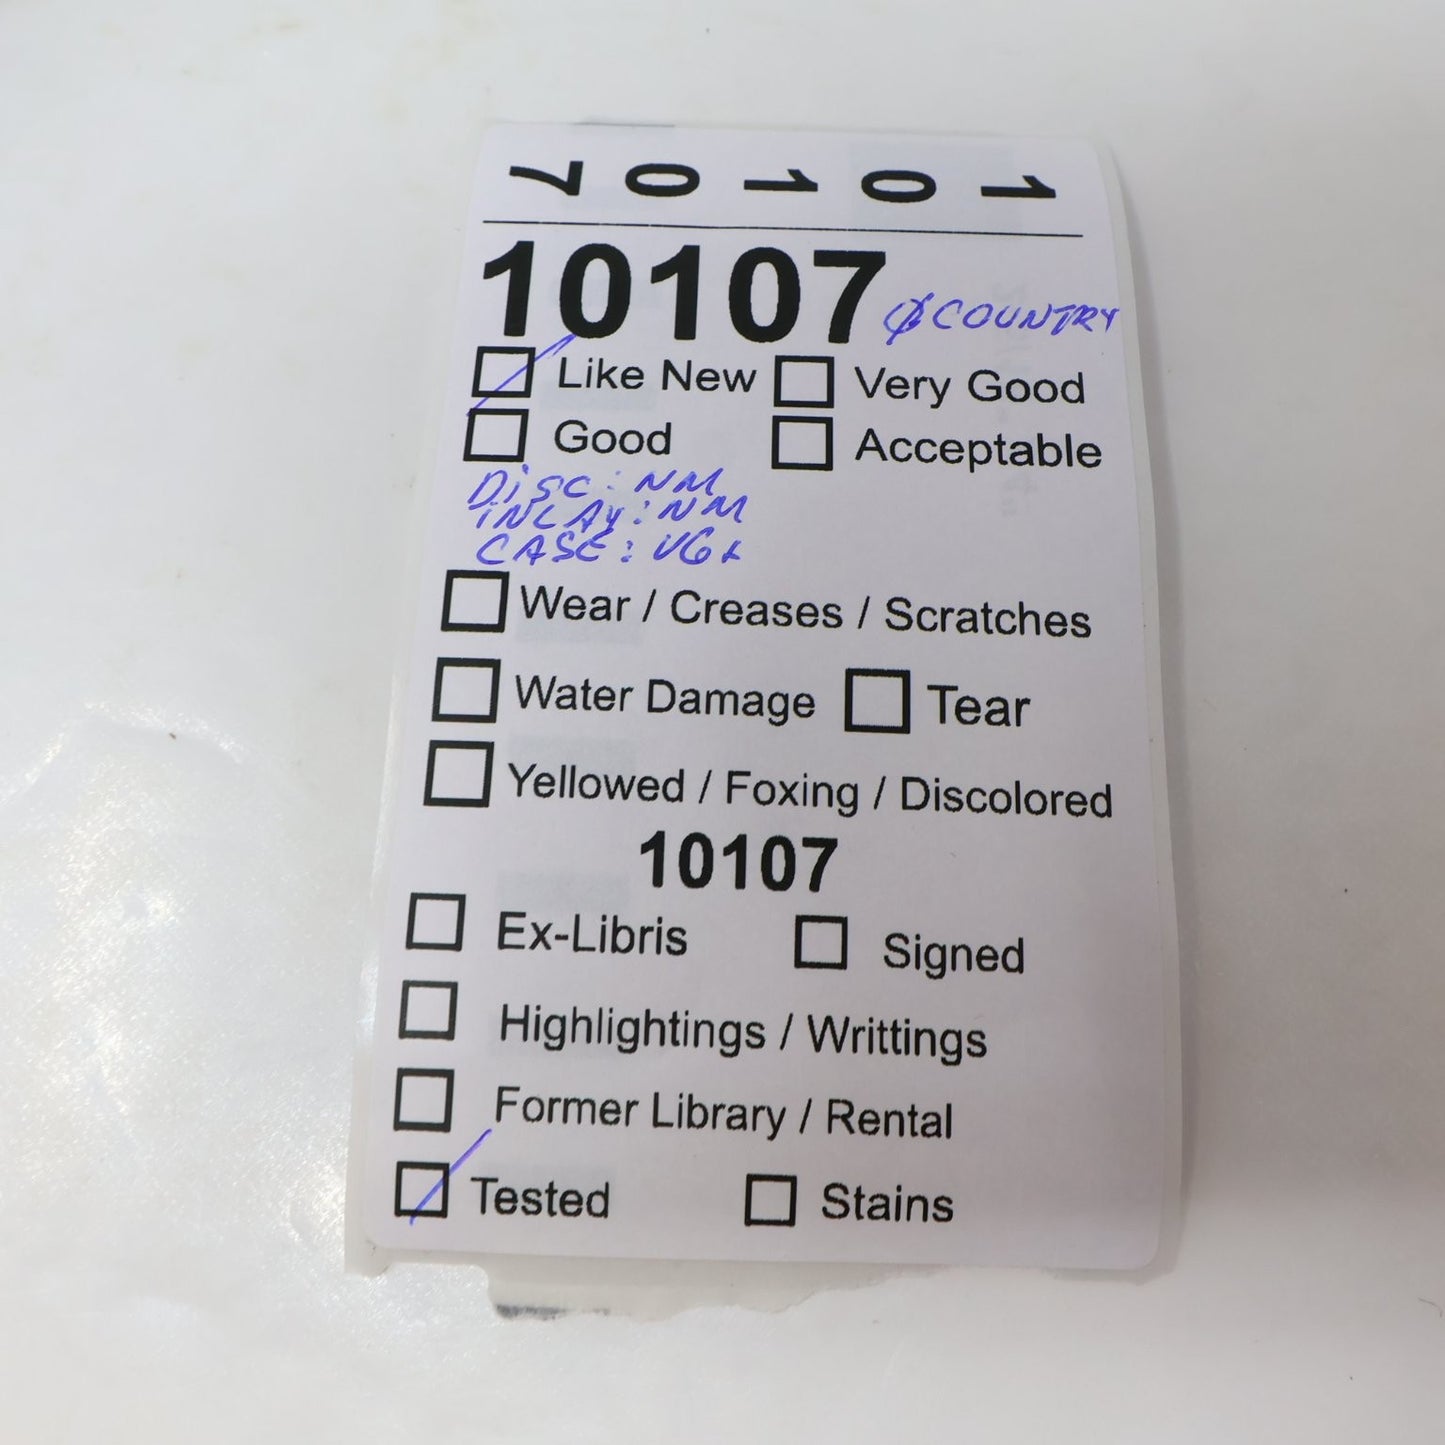 10107
10107 COUNTRY
Like New Very Good
Good Acceptable
DISC: NM
INLAY: NM
CASE: VG+
Wear / Creases / Scratches
Water Damage Tear
Yellowed / Foxing / Discolored
10107
Ex-Libris Signed
Highlightings / Writtings
Former Library / Rental
Tested Stains